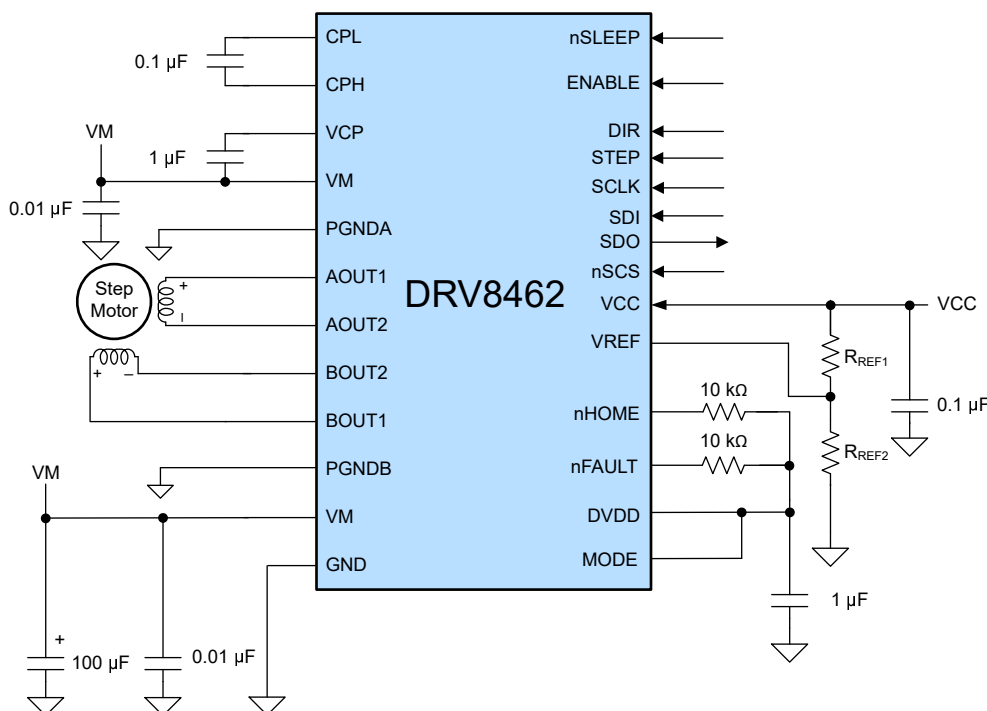 CPL
0.1 µF
CPH
VCP
VM
1 µF
VM
0.01 µF
PGNDA
Step
Motor
+
–
AOUT1
AOUT2
+ –
BOUT2
BOUT1
PGNDB
VM
VM
GND
+
100 µF
0.01 µF
DRV8462
nSLEEP
ENABLE
DIR
STEP
SCLK
SDI
SDO
nSCS
VCC
VCC
VREF
RREF1
10 kΩ
nHOME
0.1 µF
10 kΩ
nFAULT
RREF2
DVDD
MODE
1 µF